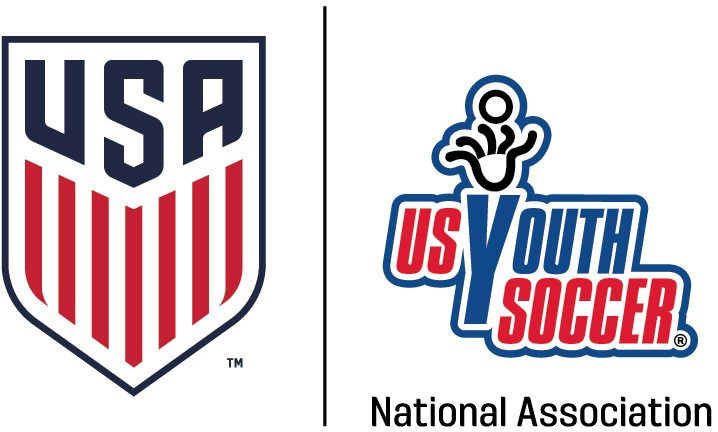 USA
TM
US YOUTH
SOCCER®
National Association